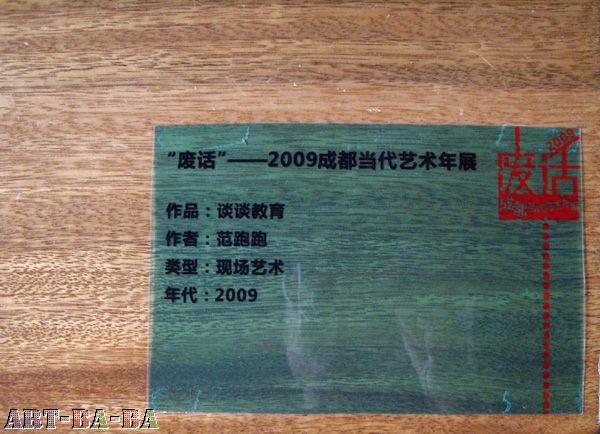 “废话”——2009成都当代艺术年展
2009
废话
作品：谈谈教育
作者：范跑跑
类型：现场艺术
年代：2009
ART-BA-BA